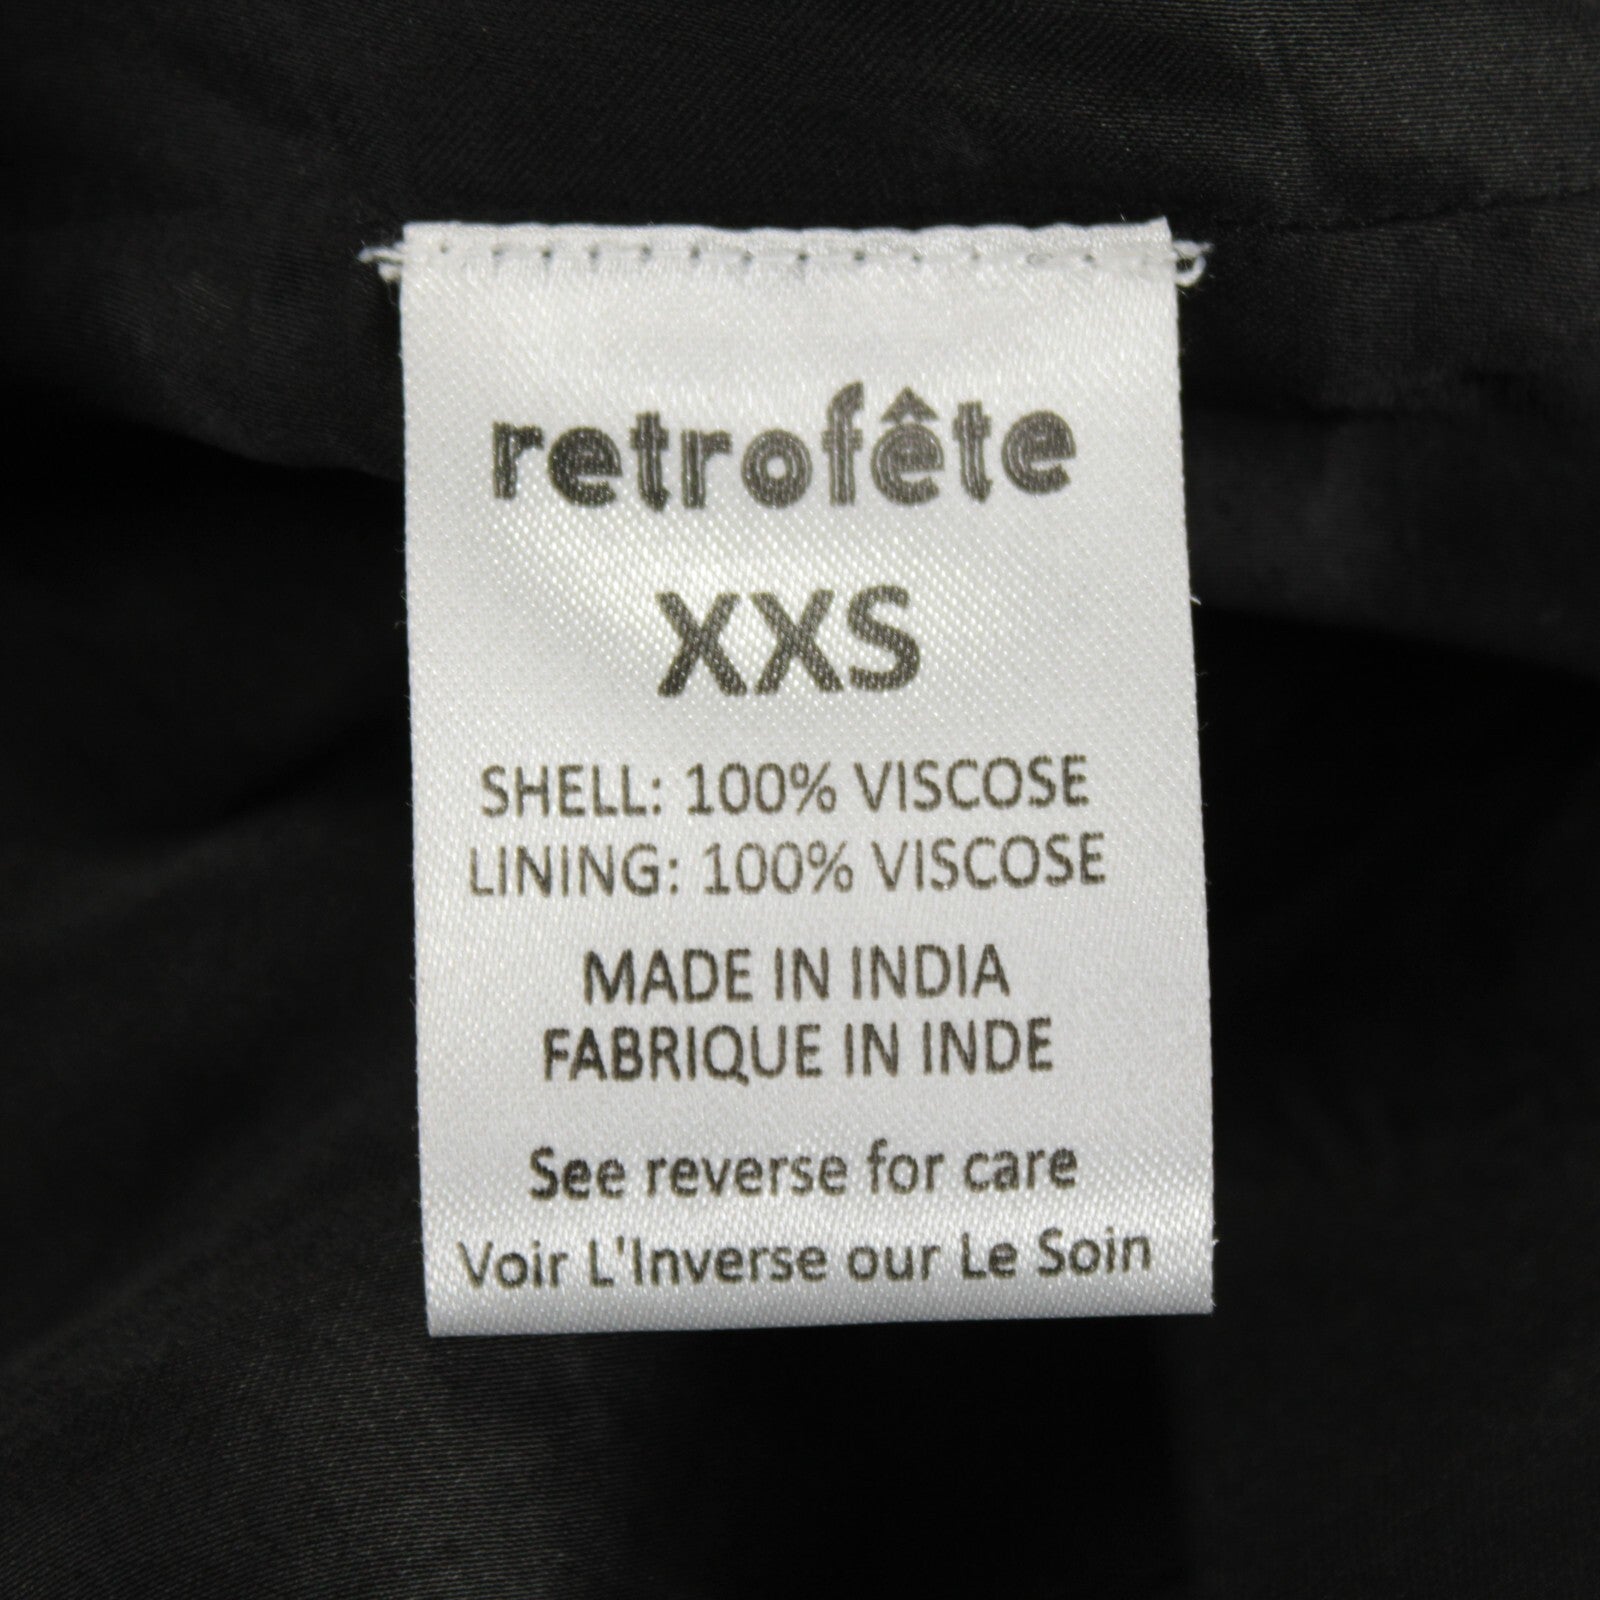 retrofête
XXS
SHELL: 100% VISCOSE
LINING: 100% VISCOSE
MADE IN INDIA
FABRIQUE IN INDE
See reverse for care
Voir L'Inverse our Le Soin